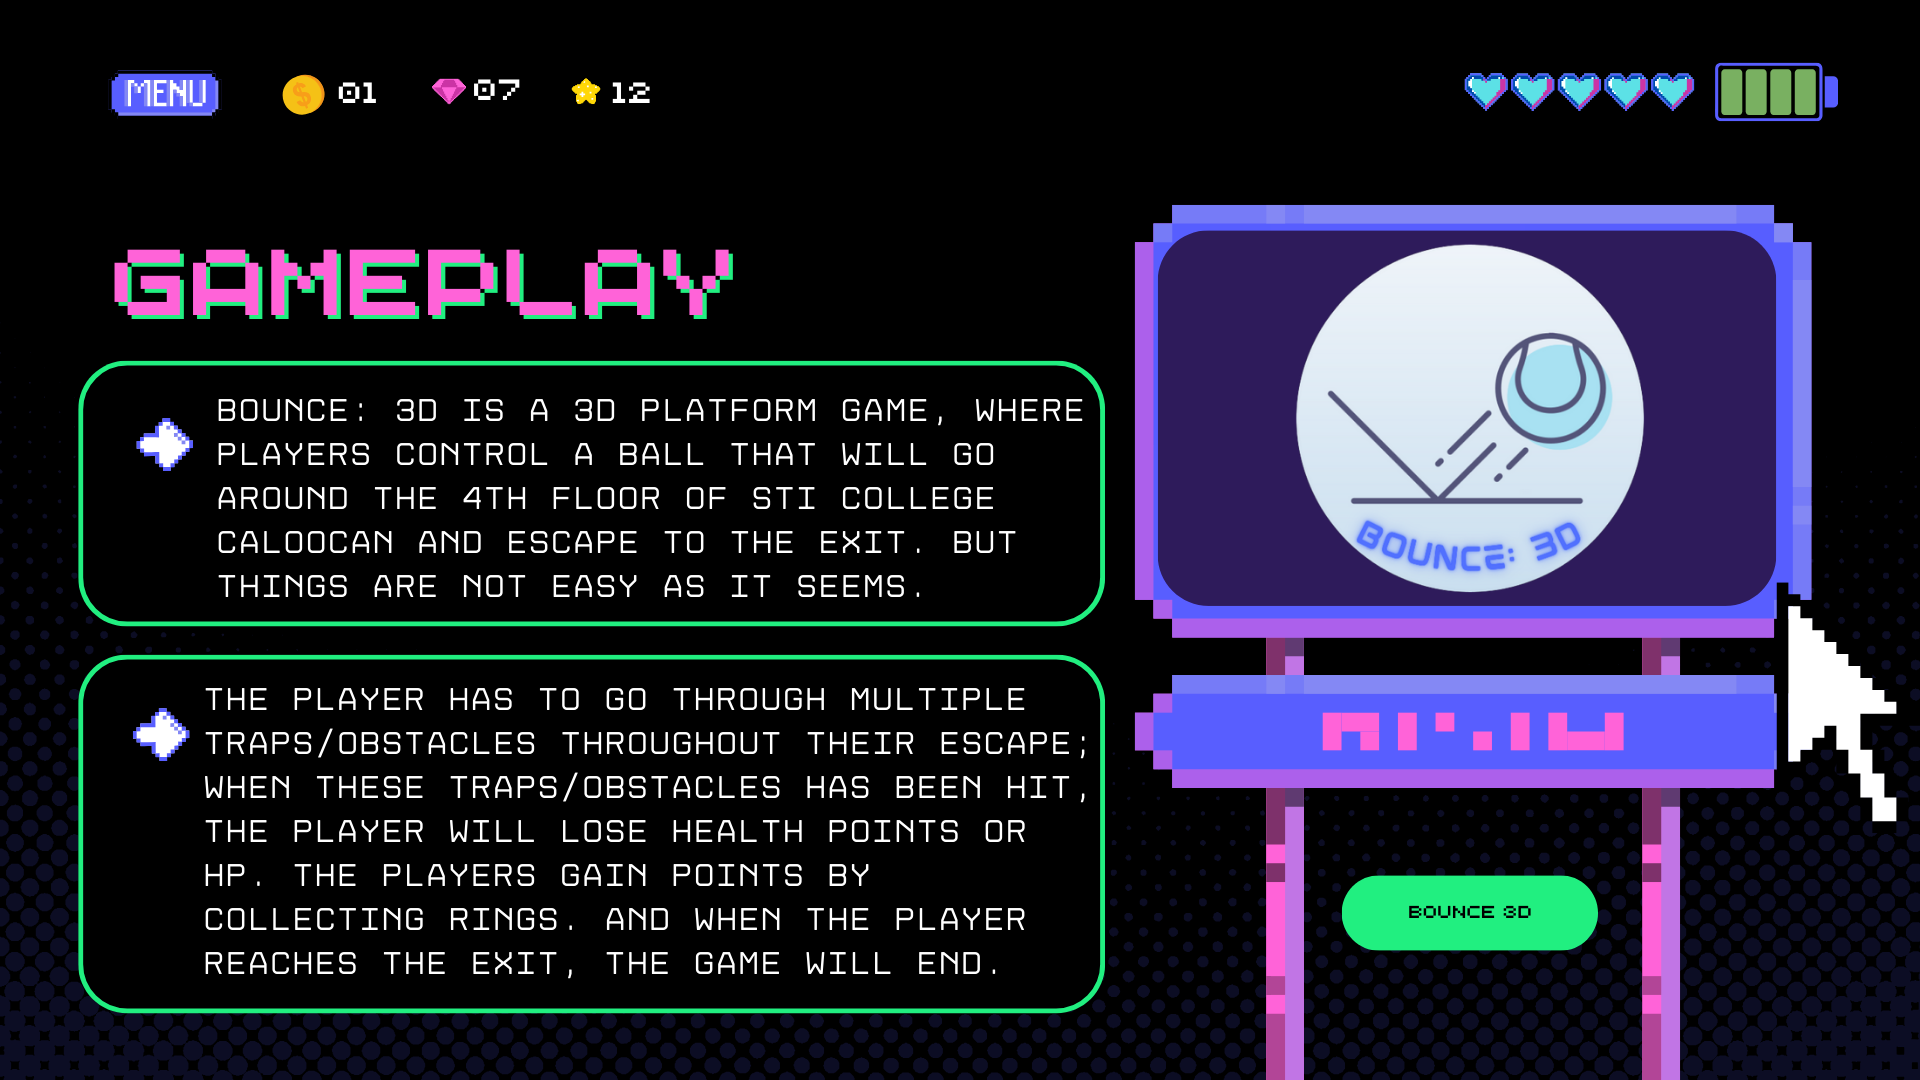 MENU
01
07
12
GAMEPLAY
BOUNCE: 3D IS A 3D PLATFORM GAME, WHERE
PLAYERS CONTROL A BALL THAT WILL GO
AROUND THE 4TH FLOOR OF STI COLLEGE
CALOOCAN AND ESCAPE TO THE EXIT. BUT
THINGS ARE NOT EASY AS IT SEEMS.
THE PLAYER HAS TO GO THROUGH MULTIPLE
TRAPS/OBSTACLES THROUGHOUT THEIR ESCAPE;
WHEN THESE TRAPS/OBSTACLES HAS BEEN HIT,
THE PLAYER WILL LOSE HEALTH POINTS OR
HP. THE PLAYERS GAIN POINTS BY
COLLECTING RINGS. AND WHEN THE PLAYER
REACHES THE EXIT, THE GAME WILL END.
BOUNCE: 3D
BOUNCE 3D